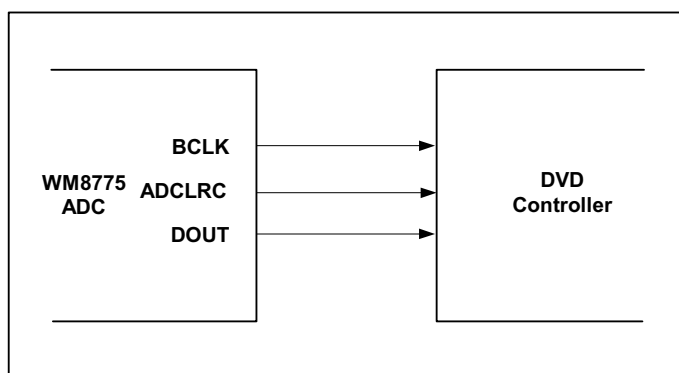 BCLK
WM8775
ADC
ADCLRC
DOUT
DVD
Controller